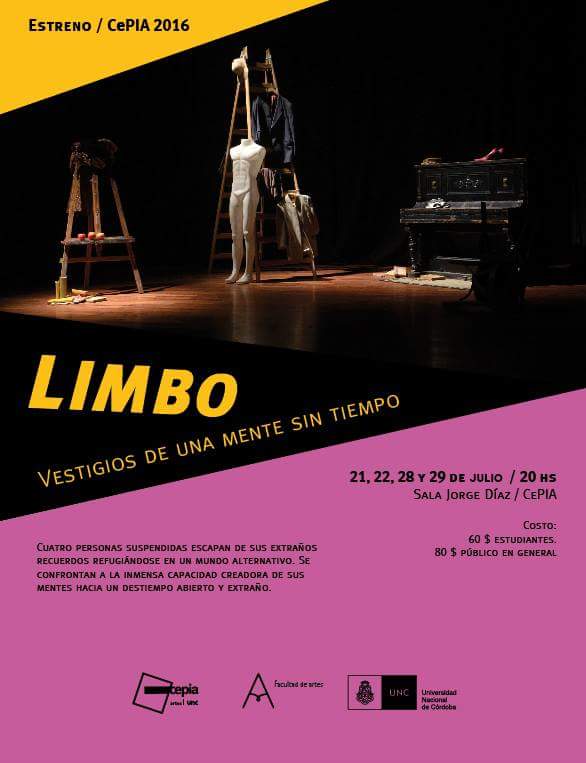 Estreno / CePIA 2016
Limbo
Vestigios de una mente sin tiempo
21, 22, 28 y 29 de julio / 20 hs
Sala Jorge Díaz / CePIA
Costo:
60 $ estudiantes.
80 $ público en general
Cuatro personas suspendidas escapan de sus extraños
recuerdos refugiándose en un mundo alternativo. Se
confrontan a la inmensa capacidad creadora de sus
mentes hacia un destiempo abierto y extraño.
cepia
artes | unc
Facultad de artes
UNC
Universidad
Nacional
de Córdoba